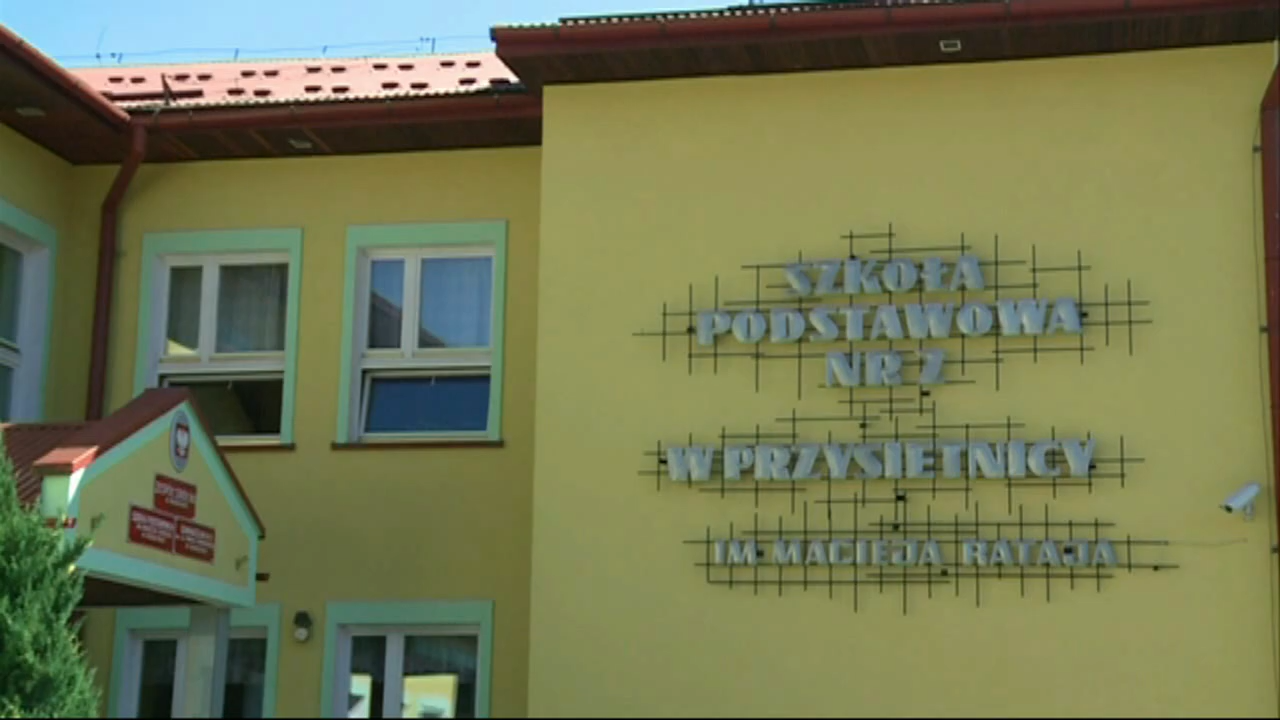 SZKOŁA
PODSTAWOWA
NR 2
W PRZYSIETNICY
IM MACIEJA RATAJA